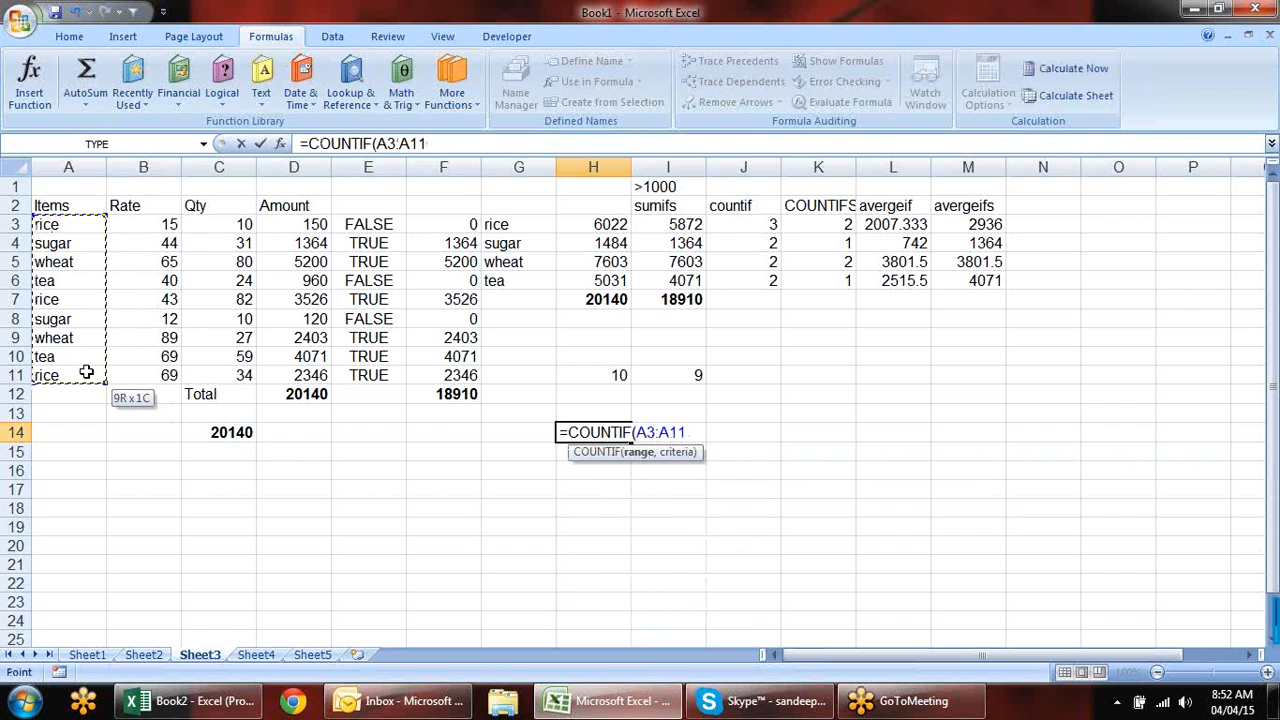 Book1 - Microsoft Excel
Home Insert Page Layout Formulas Data Review View Developer
fx Σ A θ ?
Insert Function
AutoSum
Recently Used
Financial
Logical
Text
Date & Time
Lookup & Reference
Math & Trig
More Functions
Function Library
Name Manager
Define Name
Use in Formula
Create from Selection
Defined Names
Trace Precedents
Trace Dependents
Remove Arrows
Show Formulas
Error Checking
Evaluate Formula
Formula Auditing
Watch Window
Calculation Options
Calculate Now
Calculate Sheet
Calculation
TYPE fx =COUNTIF(A3:A11
A B C D E F G H I J K L M N O P
1 >1000
2 Items Rate Qty Amount sumifs countif COUNTIFS avergeif avergeifs
3 rice 15 10 150 FALSE 0 rice 6022 5872 3 2 2007.333 2936
4 sugar 44 31 1364 TRUE 1364 sugar 1484 1364 2 1 742 1364
5 wheat 65 80 5200 TRUE 5200 wheat 7603 7603 2 2 3801.5 3801.5
6 tea 40 24 960 FALSE 0 tea 5031 4071 2 1 2515.5 4071
7 rice 43 82 3526 TRUE 3526 20140 18910
8 sugar 12 10 120 FALSE 0
9 wheat 89 27 2403 TRUE 2403
10 tea 69 59 4071 TRUE 4071
11 rice 69 34 2346 TRUE 2346 10 9
12 9R x 1C Total 20140 18910
13
14 20140 =COUNTIF(A3:A11
15 COUNTIF(range, criteria)
16
17
18
19
20
21
22
23
24
25
Sheet1 Sheet2 Sheet3 Sheet4 Sheet5
Point 100%
Book2 - Excel (Pro... Inbox - Microsoft ... Microsoft Excel - ... Skype™ - sandeep... GoToMeeting
8:52 AM
04/04/15